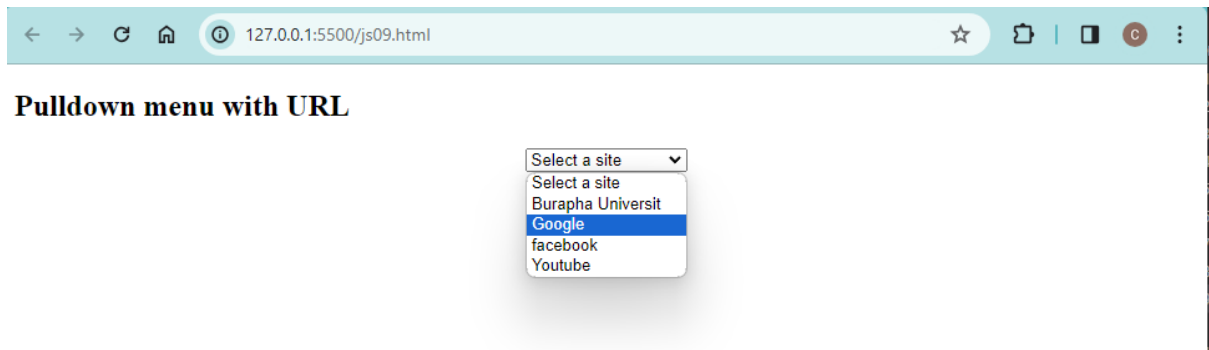 127.0.0.1:5500/js09.html
C
Pulldown menu with URL
Select a site
Select a site
Burapha Universit
Google
facebook
Youtube